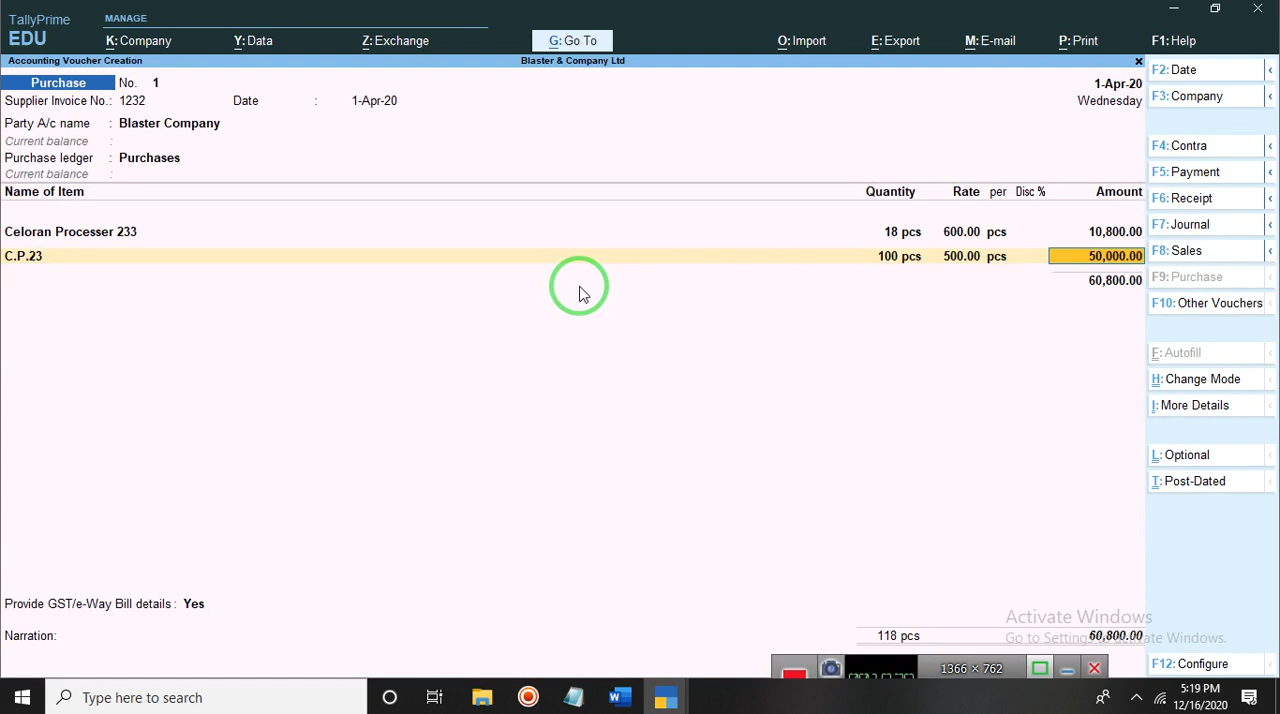 TallyPrime
EDU
MANAGE
K: Company
Y: Data
Z: Exchange
G: Go To
O: Import
E: Export
M: E-mail
P: Print
F1: Help
Accounting Voucher Creation
Blaster & Company Ltd
x
Purchase No. 1
1-Apr-20
Supplier Invoice No.: 1232 Date : 1-Apr-20
Wednesday
Party A/c name : Blaster Company
Current balance :
Purchase ledger : Purchases
Current balance :
Name of Item Quantity Rate per Disc % Amount
Celoran Processer 233 18 pcs 600.00 pcs 10,800.00
C.P.23 100 pcs 500.00 pcs 50,000.00
60,800.00
Provide GST/e-Way Bill details : Yes
Narration: 118 pcs 60,800.00
F2: Date
F3: Company
F4: Contra
F5: Payment
F6: Receipt
F7: Journal
F8: Sales
F9: Purchase
F10: Other Vouchers
F: Autofill
H: Change Mode
I: More Details
L: Optional
T: Post-Dated
F12: Configure
Activate Windows
Go to Settings to activate Windows.
1366 × 762
Type here to search
5:19 PM
12/16/2020